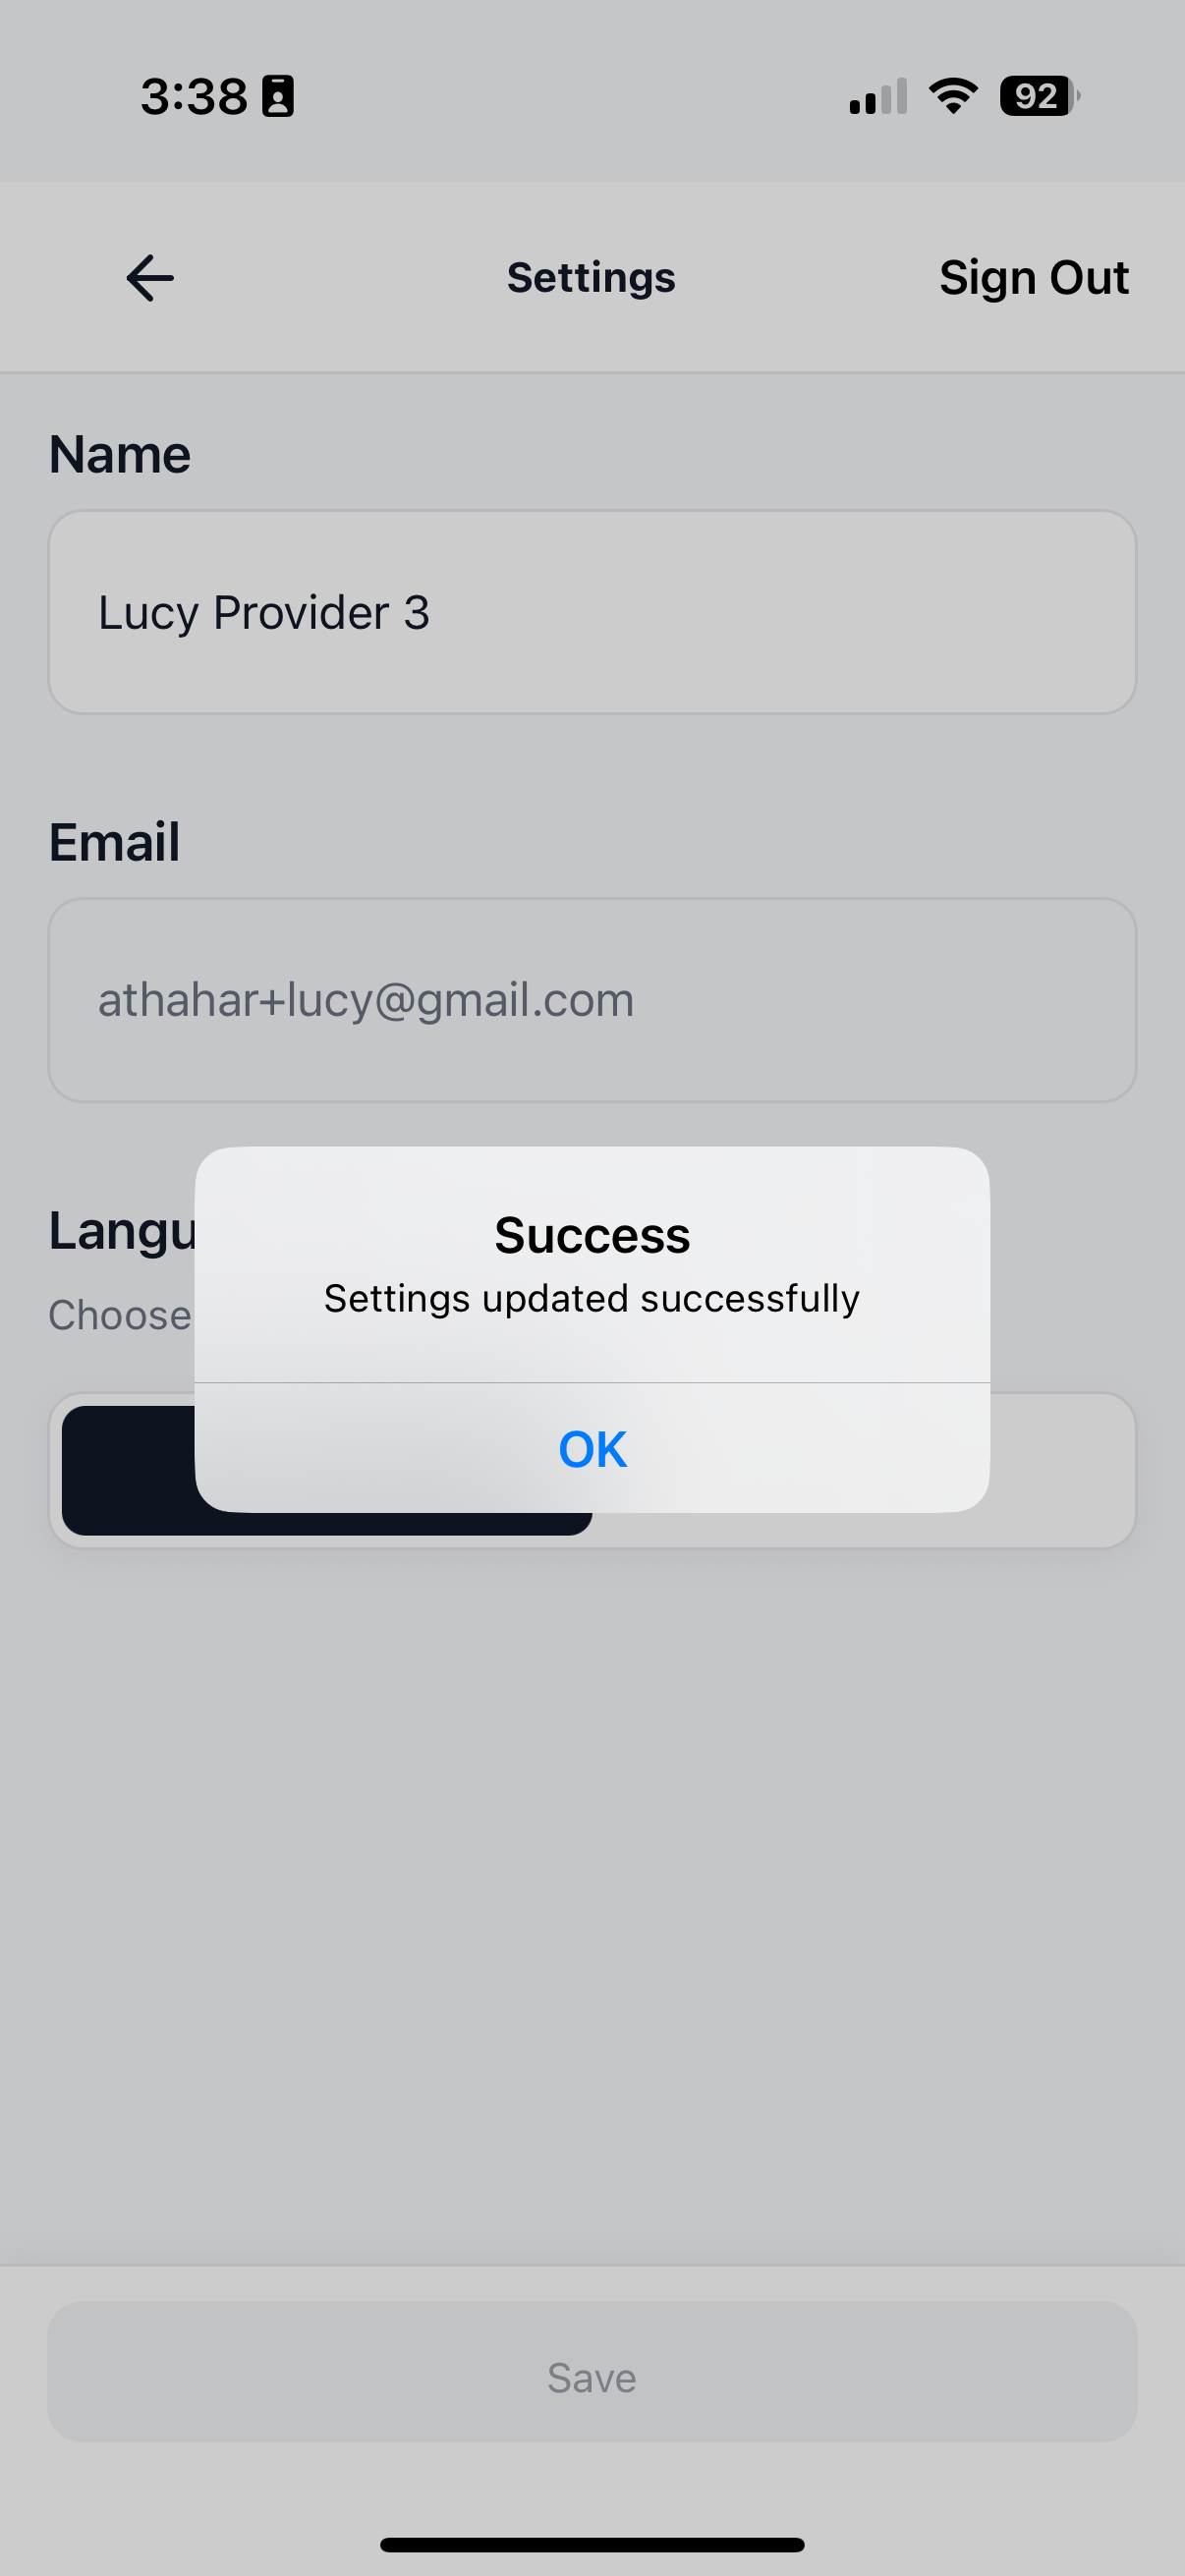 3:38
92
Settings
Sign Out
Name
Lucy Provider 3
Email
athahar+lucy@gmail.com
Success
Settings updated successfully
OK
Choose
Save